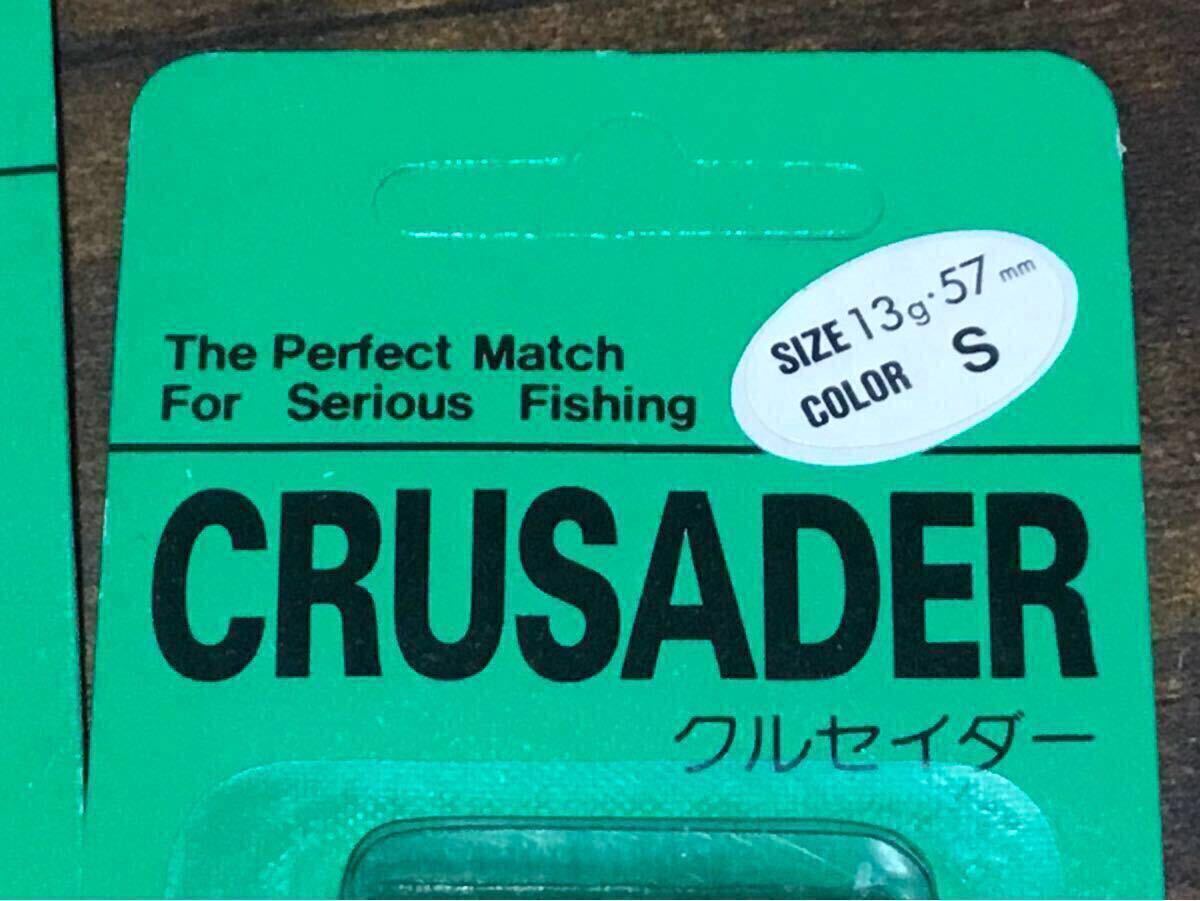 SIZE 13g·57mm
COLOR S
The Perfect Match
For Serious Fishing
CRUSADER
クルセイダー